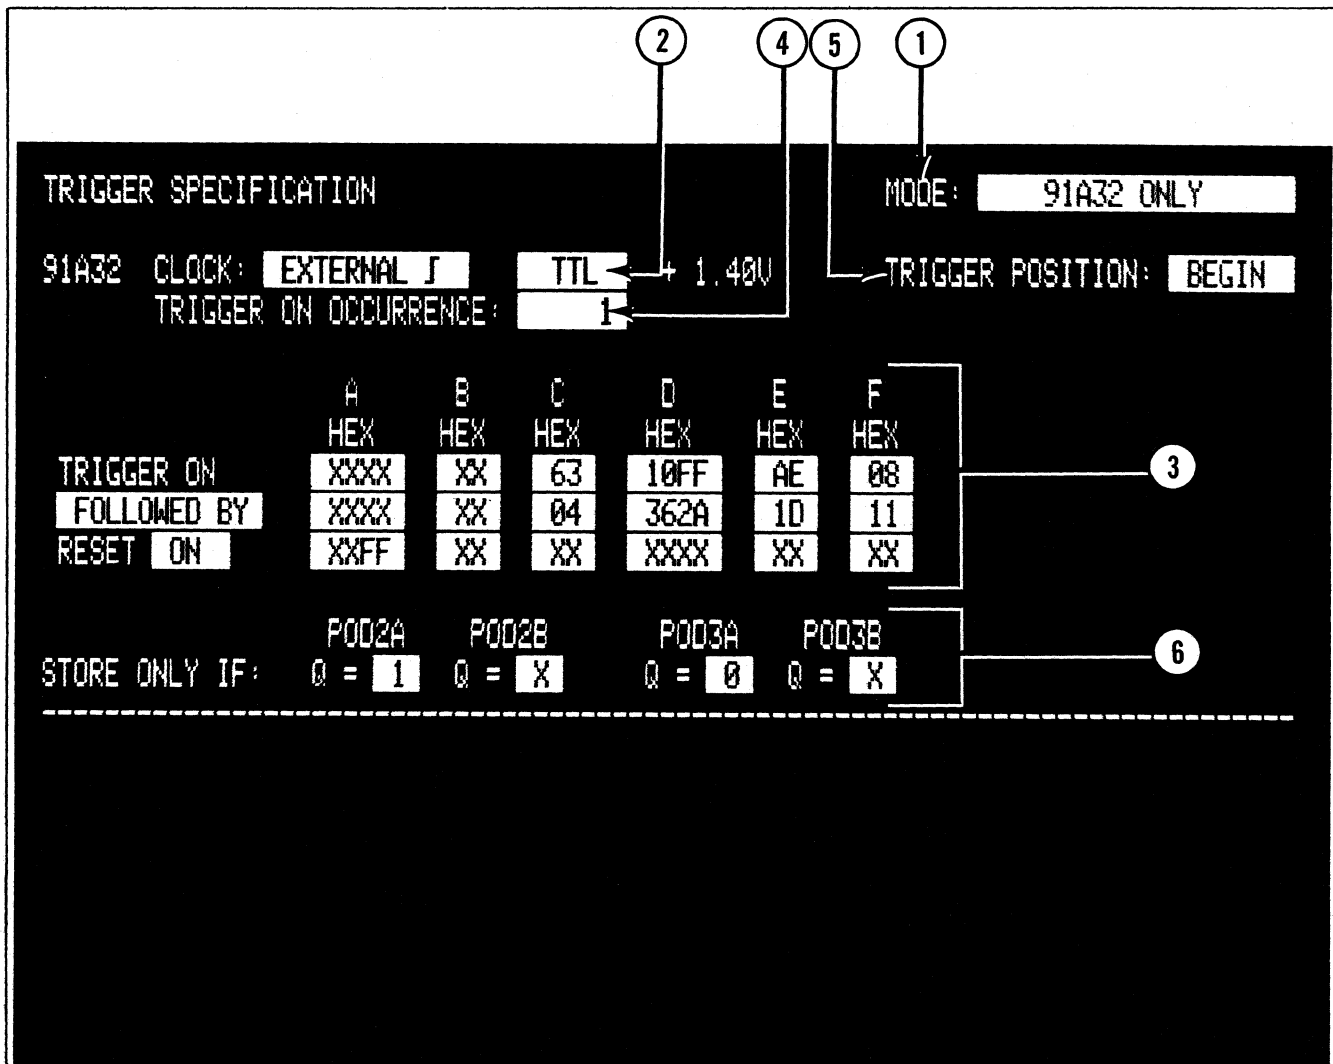 2 4 5 1
TRIGGER SPECIFICATION MODE: 91A32 ONLY
91A32 CLOCK: EXTERNAL ∫ TTL + 1.40V TRIGGER POSITION: BEGIN
TRIGGER ON OCCURRENCE: 1
A B C D E F
HEX HEX HEX HEX HEX HEX
TRIGGER ON XXXX XX 63 10FF AE 08
3
FOLLOWED BY XXXX XX 04 362A 1D 11
RESET ON XXFF XX XX XXXX XX XX
POD2A POD2B POD3A POD3B
6
STORE ONLY IF: Q = 1 Q = X Q = 0 Q = X